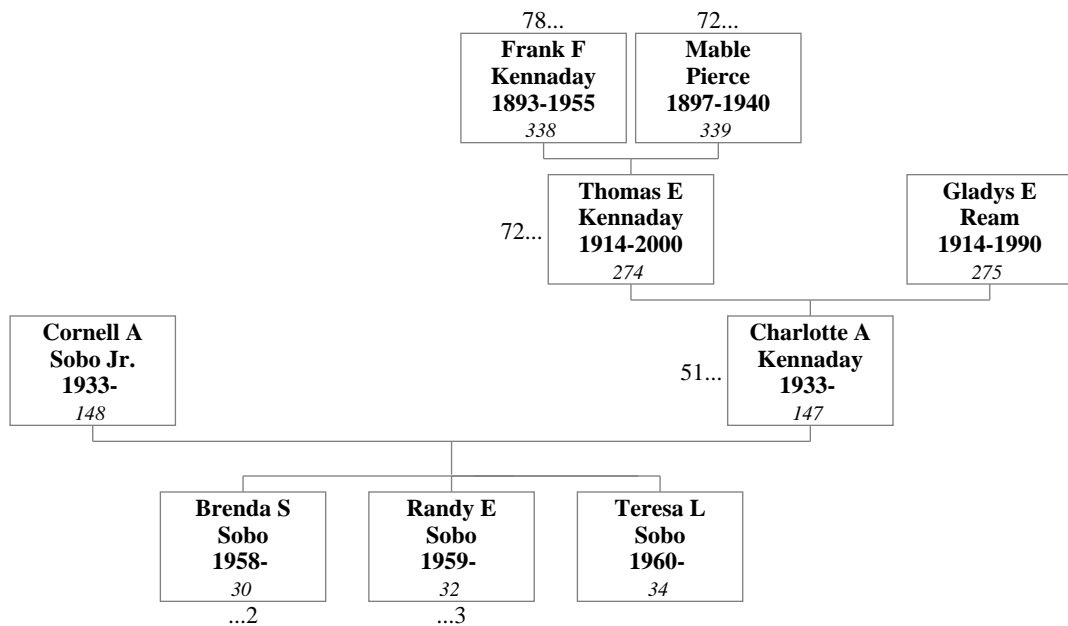 78...
72...
Frank F
Kennaday
1893-1955
338
Mable
Pierce
1897-1940
339
72...
Thomas E
Kennaday
1914-2000
274
Gladys E
Ream
1914-1990
275
Cornell A
Sobo Jr.
1933-
148
51...
Charlotte A
Kennaday
1933-
147
Brenda S
Sobo
1958-
30
...2
Randy E
Sobo
1959-
32
...3
Teresa L
Sobo
1960-
34